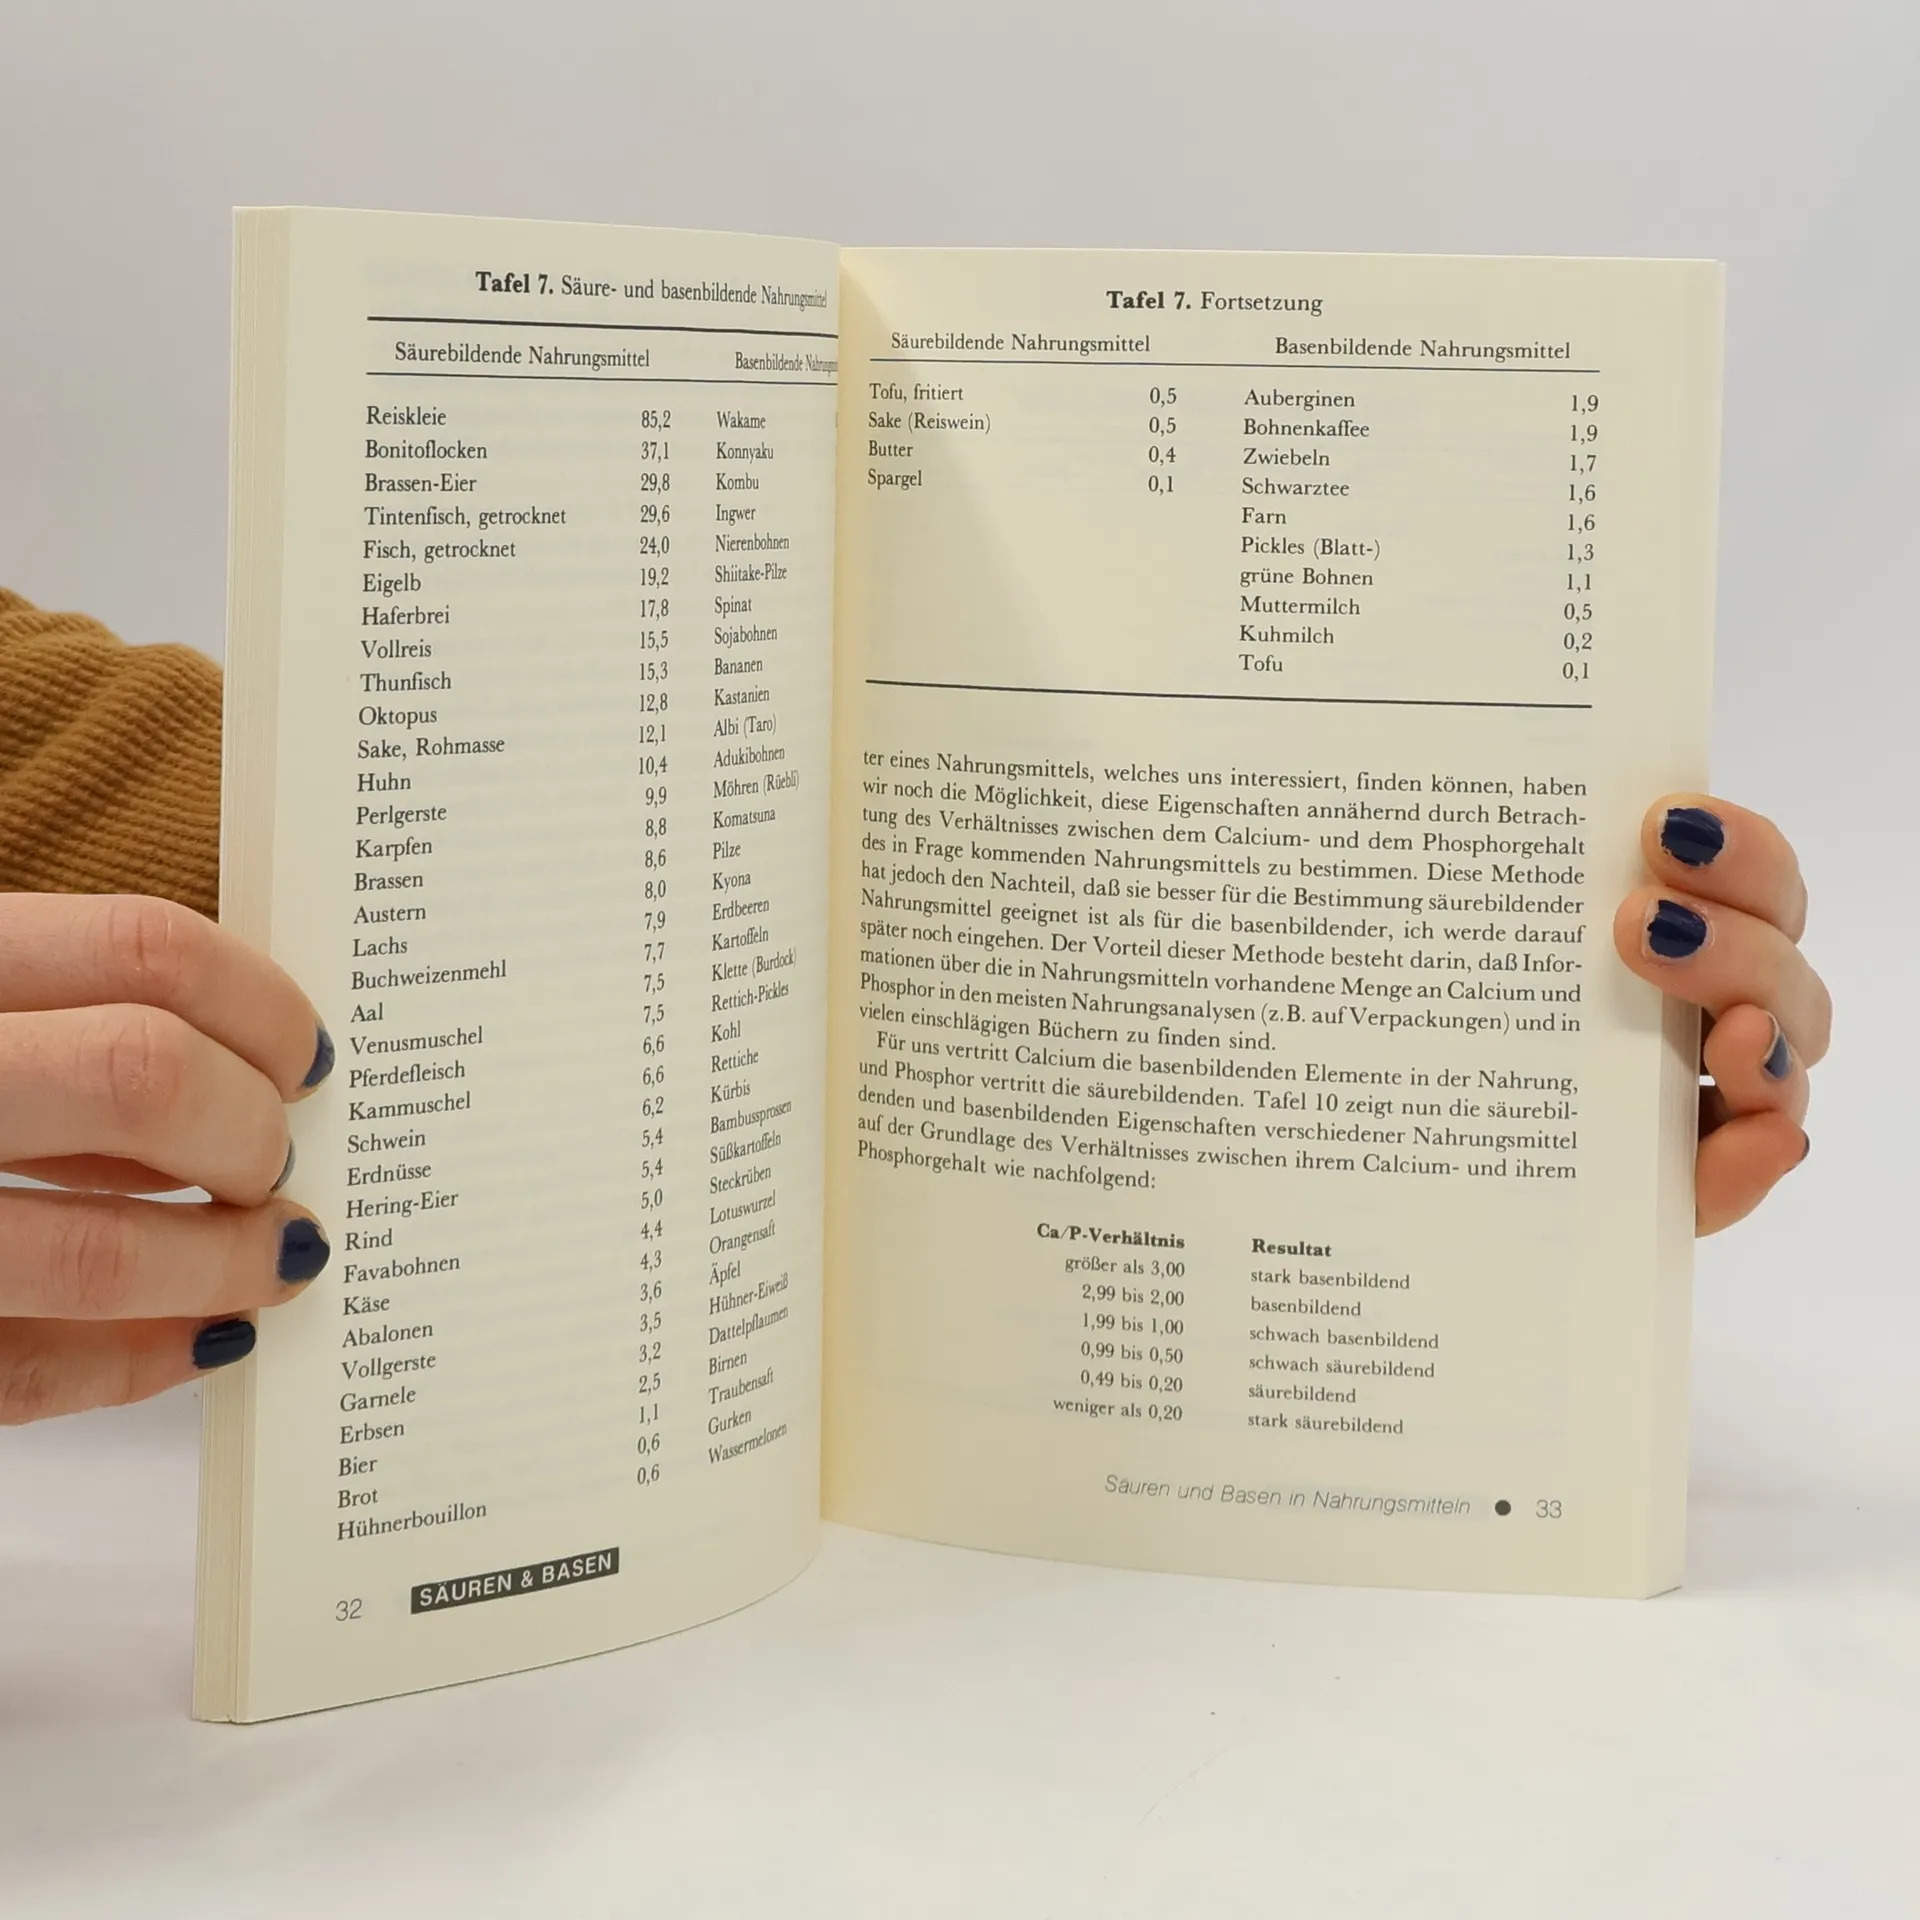 Tafel 7. Säure- und basenbildende Nahrungsmittel
Säurebildende Nahrungsmittel Basenbildende
Reiskleie 85,2 Wakame
Bonitoflocken 37,1 Konnyaku
Brassen-Eier 29,8 Kombu
Tintenfisch, getrocknet 29,6 Ingwer
Fisch, getrocknet 24,0 Nierenbohnen
Eigelb 19,2 Shiitake-Pilze
Haferbrei 17,8 Spinat
Vollreis 15,5 Sojabohnen
Thunfisch 15,3 Bananen
Oktopus 12,8 Kastanien
Sake, Rohmasse 12,1 Albi (Taro)
Huhn 10,4 Adukibohnen
Perlgerste 9,9 Möhren (Rüebli)
Karpfen 8,8 Komatsuna
Brassen 8,6 Pilze
Austern 8,0 Kyona
Lachs 7,9 Erdbeeren
Buchweizenmehl 7,7 Kartoffeln
Aal 7,5 Klette (Burdock)
Venusmuschel 7,5 Rettich-Pickles
Pferdefleisch 6,6 Kohl
Kammuschel 6,6 Rettiche
Schwein 6,2 Kürbis
Erdnüsse 5,4 Bambussprossen
Hering-Eier 5,4 Süßkartoffeln
Rind 5,0 Steckrüben
Favabohnen 4,4 Lotuswurzel
Käse 4,3 Orangensaft
Abalonen 3,6 Äpfel
Vollgerste 3,5 Hühner-Eiweiß
Garnele 3,2 Dattelpflaumen
Erbsen 2,5 Birnen
Bier 1,1 Traubensaft
Brot 0,6 Gurken
Hühnerbouillon 0,6 Wassermelonen
32 SÄUREN & BASEN
Tafel 7. Fortsetzung
Säurebildende Nahrungsmittel Basenbildende Nahrungsmittel
Tofu, fritiert 0,5 Auberginen 1,9
Sake (Reiswein) 0,5 Bohnenkaffee 1,9
Butter 0,4 Zwiebeln 1,7
Spargel 0,1 Schwarztee 1,6
Farn 1,6
Pickles (Blatt-) 1,3
grüne Bohnen 1,1
Muttermilch 0,5
Kuhmilch 0,2
Tofu 0,1
ter eines Nahrungsmittels, welches uns interessiert, finden können, haben
wir noch die Möglichkeit, diese Eigenschaften annähernd durch Betrach-
tung des Verhältnisses zwischen dem Calcium- und dem Phosphorgehalt
des in Frage kommenden Nahrungsmittels zu bestimmen. Diese Methode
hat jedoch den Nachteil, daß sie besser für die Bestimmung säurebildender
Nahrungsmittel geeignet ist als für die basenbildender, ich werde darauf
später noch eingehen. Der Vorteil dieser Methode besteht darin, daß Infor-
mationen über die in Nahrungsmitteln vorhandene Menge an Calcium und
Phosphor in den meisten Nahrungsanalysen (z.B. auf Verpackungen) und in
vielen einschlägigen Büchern zu finden sind.
Für uns vertritt Calcium die basenbildenden Elemente in der Nahrung,
und Phosphor vertritt die säurebildenden. Tafel 10 zeigt nun die säurebil-
denden und basenbildenden Eigenschaften verschiedener Nahrungsmittel
auf der Grundlage des Verhältnisses zwischen ihrem Calcium- und ihrem
Phosphorgehalt wie nachfolgend:
Ca/P-Verhältnis Resultat
größer als 3,00 stark basenbildend
2,99 bis 2,00 basenbildend
1,99 bis 1,00 schwach basenbildend
0,99 bis 0,50 schwach säurebildend
0,49 bis 0,20 säurebildend
weniger als 0,20 stark säurebildend
Säuren und Basen in Nahrungsmitteln ● 33